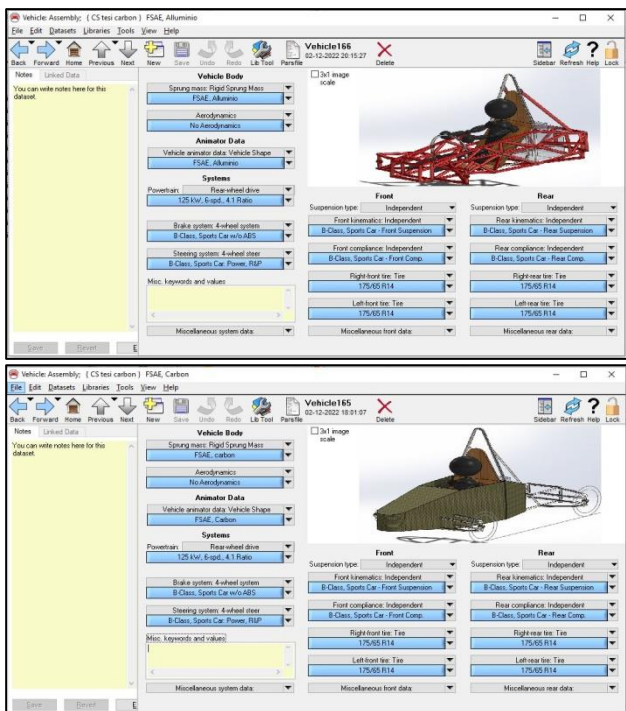 Vehicle: Assembly; { CS tesi carbon } FSAE, Alluminio
File Edit Datasets Libraries Tools View Help
Back Forward Home Previous Next New Save Undo Redo Lib Tool Parsfile Vehicle166 02-12-2022 20:15:27 Delete Sidebar Refresh Help Lock
Notes Linked Data
You can write notes here for this
dataset.
Vehicle Body
Sprung mass: Rigid Sprung Mass
FSAE, Alluminio
Aerodynamics
No Aerodynamics
Animator Data
Vehicle animator data: Vehicle Shape
FSAE, Alluminio
Systems
Powertrain: Rear-wheel drive
125 kW, 6-spd., 4.1 Ratio
Brake system: 4-wheel system
B-Class, Sports Car w/o ABS
Steering system: 4-wheel steer
B-Class, Sports Car: Power, R&P
Misc. keywords and values
Miscellaneous system data:
3x1 image
scale
Front
Suspension type: Independent
Front kinematics: Independent
B-Class, Sports Car - Front Suspension
Front compliance: Independent
B-Class, Sports Car - Front Comp.
Right-front tire: Tire
175/65 R14
Left-front tire: Tire
175/65 R14
Miscellaneous front data:
Rear
Suspension type: Independent
Rear kinematics: Independent
B-Class, Sports Car - Rear Suspension
Rear compliance: Independent
B-Class, Sports Car - Rear Comp.
Right-rear tire: Tire
175/65 R14
Left-rear tire: Tire
175/65 R14
Miscellaneous rear data:
Save Revert E
Vehicle: Assembly; { CS tesi carbon } FSAE, Carbon
File Edit Datasets Libraries Tools View Help
Back Forward Home Previous Next New Save Undo Redo Lib Tool Parsfile Vehicle165 02-12-2022 18:01:07 Delete Sidebar Refresh Help Lock
Notes Linked Data
You can write notes here for this
dataset.
Vehicle Body
Sprung mass: Rigid Sprung Mass
FSAE, carbon
Aerodynamics
No Aerodynamics
Animator Data
Vehicle animator data: Vehicle Shape
FSAE, Carbon
Systems
Powertrain: Rear-wheel drive
125 kW, 6-spd., 4.1 Ratio
Brake system: 4-wheel system
B-Class, Sports Car w/o ABS
Steering system: 4-wheel steer
B-Class, Sports Car: Power, R&P
Misc. keywords and values
Miscellaneous system data:
3x1 image
scale
Front
Suspension type: Independent
Front kinematics: Independent
B-Class, Sports Car - Front Suspension
Front compliance: Independent
B-Class, Sports Car - Front Comp.
Right-front tire: Tire
175/65 R14
Left-front tire: Tire
175/65 R14
Miscellaneous front data:
Rear
Suspension type: Independent
Rear kinematics: Independent
B-Class, Sports Car - Rear Suspension
Rear compliance: Independent
B-Class, Sports Car - Rear Comp.
Right-rear tire: Tire
175/65 R14
Left-rear tire: Tire
175/65 R14
Miscellaneous rear data:
Save Revert E